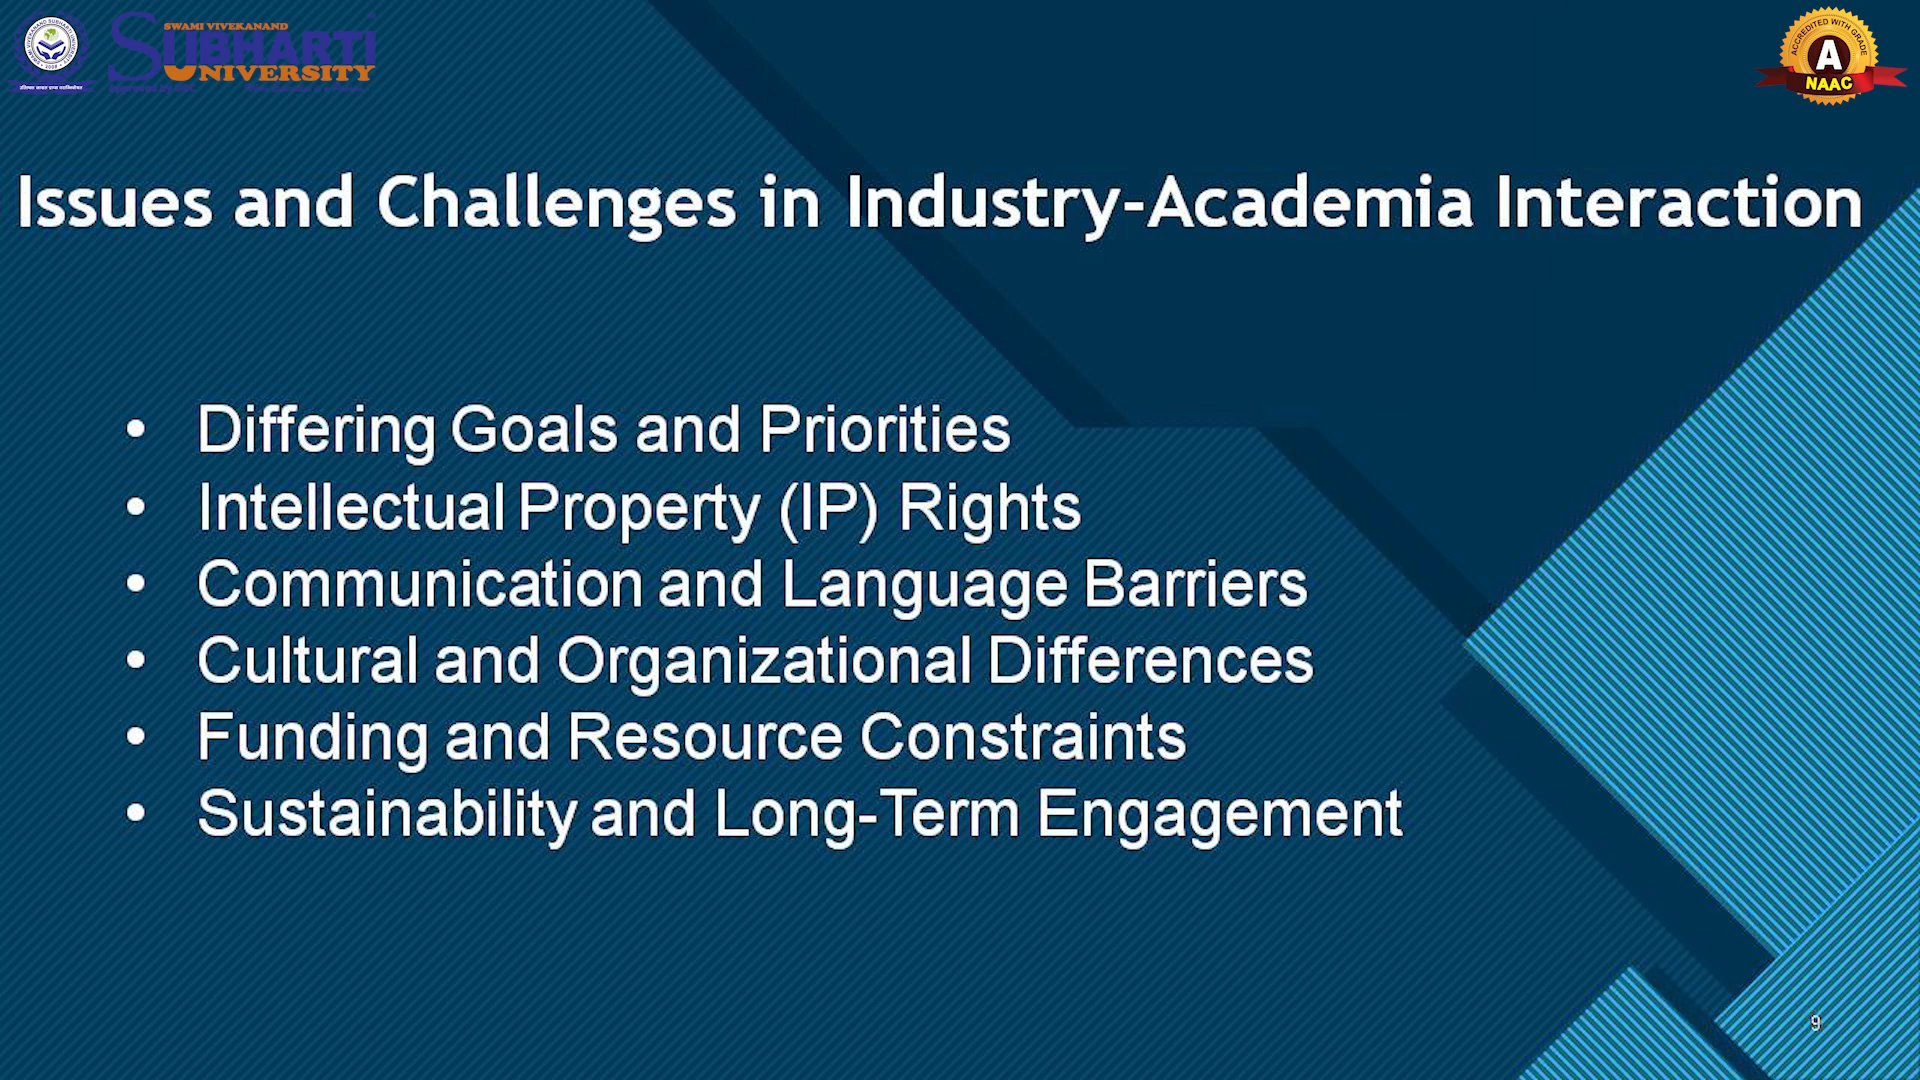 SWAMI VIVEKANAND
SUBHARTI
UNIVERSITY
ACCREDITED WITH GRADE
A
NAAC
Issues and Challenges in Industry-Academia Interaction
• Differing Goals and Priorities
• Intellectual Property (IP) Rights
• Communication and Language Barriers
• Cultural and Organizational Differences
• Funding and Resource Constraints
• Sustainability and Long-Term Engagement
9